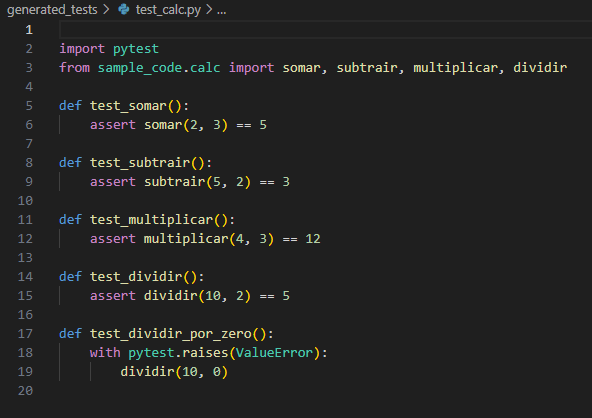 generated_tests > test_calc.py > ...
1
2 import pytest
3 from sample_code.calc import somar, subtrair, multiplicar, dividir
4
5 def test_somar():
6     assert somar(2, 3) == 5
7
8 def test_subtrair():
9     assert subtrair(5, 2) == 3
10
11 def test_multiplicar():
12     assert multiplicar(4, 3) == 12
13
14 def test_dividir():
15     assert dividir(10, 2) == 5
16
17 def test_dividir_por_zero():
18     with pytest.raises(ValueError):
19         dividir(10, 0)
20